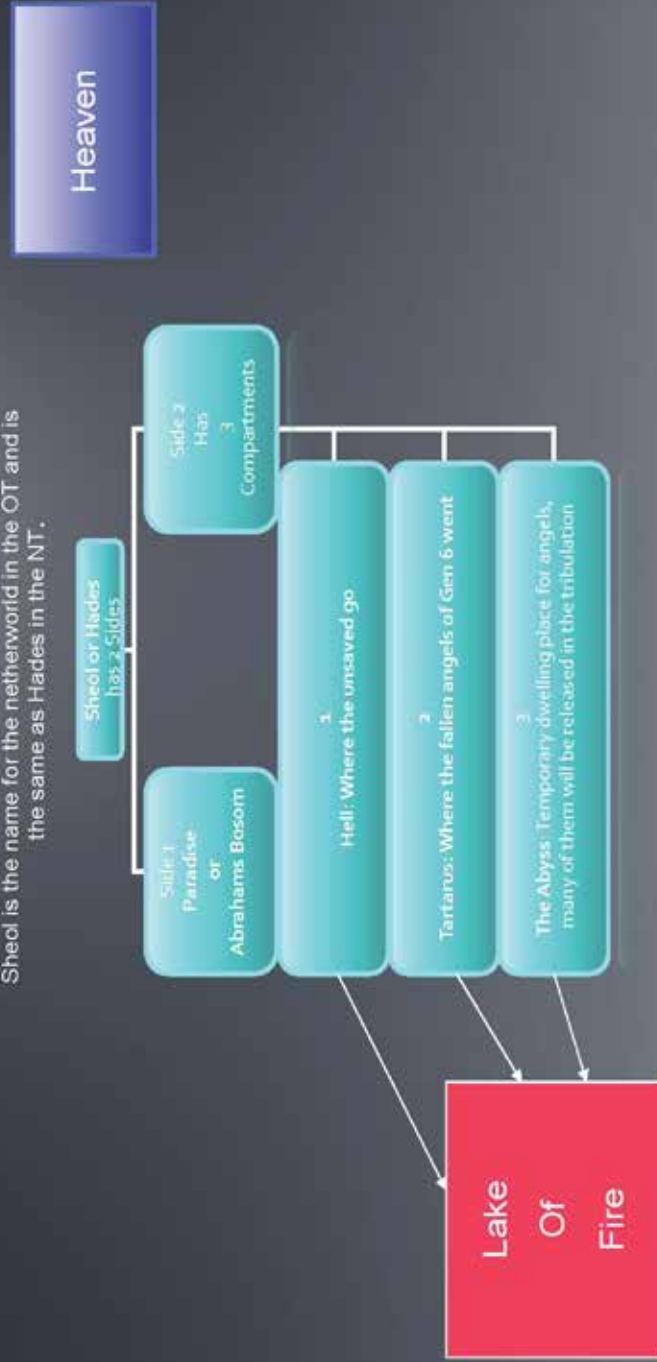 Sheol is the name for the netherworld in the OT and is
the same as Hades in the NT.
Heaven
Sheol or Hades
has 2 Sides
Side 1
Paradise
or
Abrahams Bosom
Side 2
Has
3
Compartments
1
Hell: Where the unsaved go
2
Tartarus: Where the fallen angels of Gen 6 went
3
The Abyss Temporary dwelling place for angels,
many of them will be released in the tribulation
Lake
Of
Fire